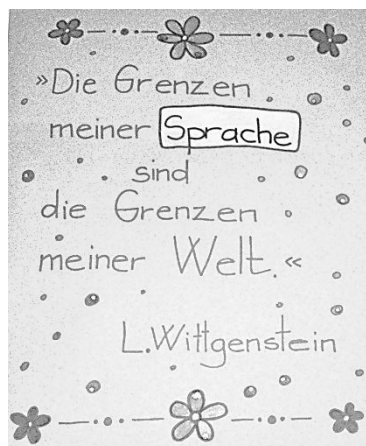 »Die Grenzen
meiner Sprache
sind
die Grenzen
meiner Welt.«
L.Wittgenstein